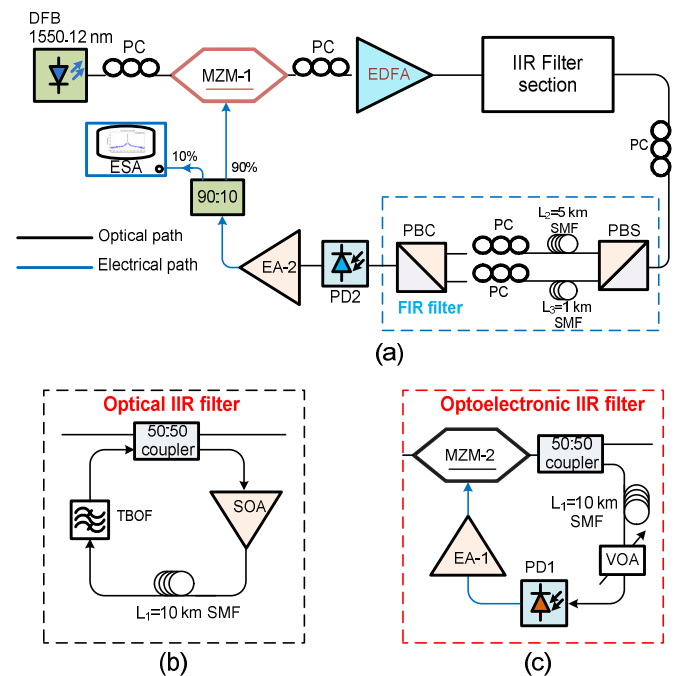 DFB
1550.12 nm
PC
MZM-1
PC
EDFA
IIR Filter
section
PC
ESA
10%
90%
90:10
Optical path
Electrical path
EA-2
PD2
PBC
PC
PC
L₂=5 km
SMF
PBS
L₃=1 km
SMF
FIR filter
(a)
Optical IIR filter
50:50
coupler
TBOF
SOA
L₁=10 km SMF
(b)
Optoelectronic IIR filter
MZM-2
50:50
coupler
L₁=10 km
SMF
EA-1
VOA
PD1
(c)